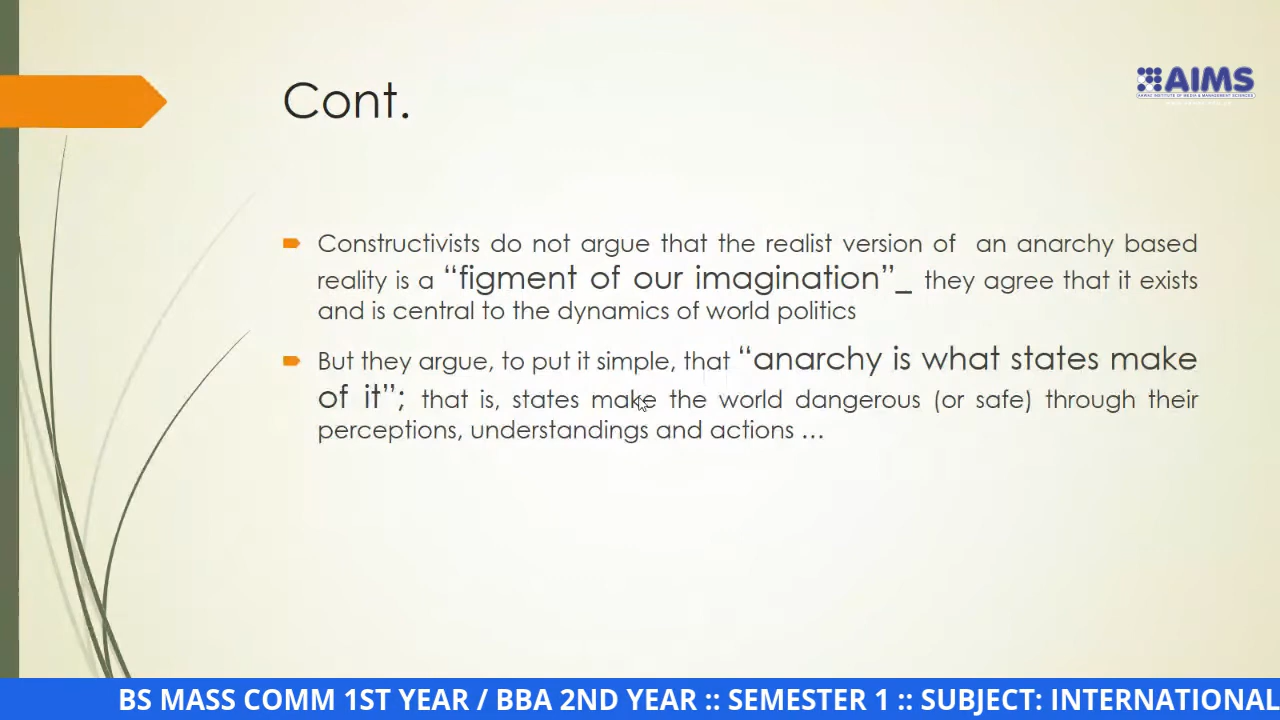 Cont.
AIMS
Constructivists do not argue that the realist version of an anarchy based
reality is a “figment of our imagination”_ they agree that it exists
and is central to the dynamics of world politics
But they argue, to put it simple, that “anarchy is what states make
of it”; that is, states make the world dangerous (or safe) through their
perceptions, understandings and actions …
BS MASS COMM 1ST YEAR / BBA 2ND YEAR :: SEMESTER 1 :: SUBJECT: INTERNATIONAL